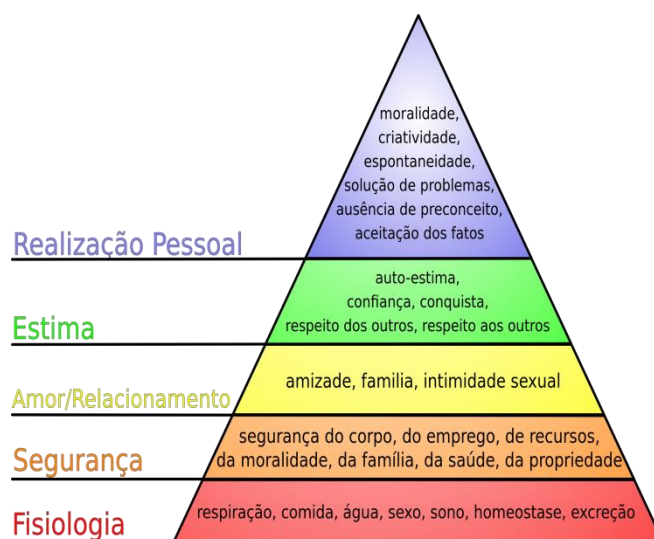 moralidade,
criatividade,
espontaneidade,
solução de problemas,
ausência de preconceito,
aceitação dos fatos
Realização Pessoal
auto-estima,
confiança, conquista,
respeito dos outros, respeito aos outros
Estima
amizade, família, intimidade sexual
Amor/Relacionamento
segurança do corpo, do emprego, de recursos,
da moralidade, da família, da saúde, da propriedade
Segurança
respiração, comida, água, sexo, sono, homeostase, excreção
Fisiologia